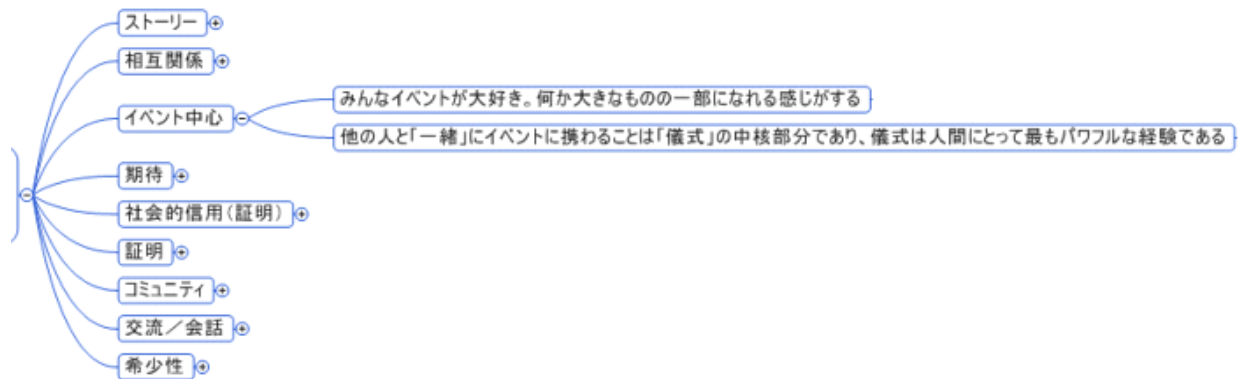 ストーリー
相互関係
イベント中心
みんなイベントが大好き。何か大きなものの一部になれる感じがする
他の人と「一緒」にイベントに携わることは「儀式」の中核部分であり、儀式は人間にとって最もパワフルな経験である
期待
社会的信用(証明)
証明
コミュニティ
交流／会話
希少性